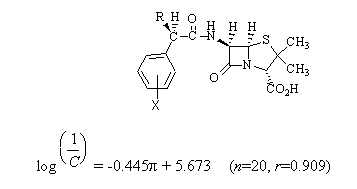 R H O H H H S CH₃
C C N N CH₃
O CO₂H
X
log(1/C) = -0.445π + 5.673 (n=20, r=0.909)